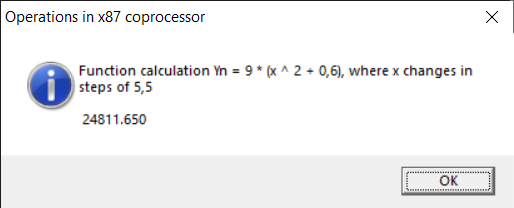 Operations in x87 coprocessor
Function calculation Yn = 9 * (x ^ 2 + 0,6), where x changes in
steps of 5,5
24811.650
OK